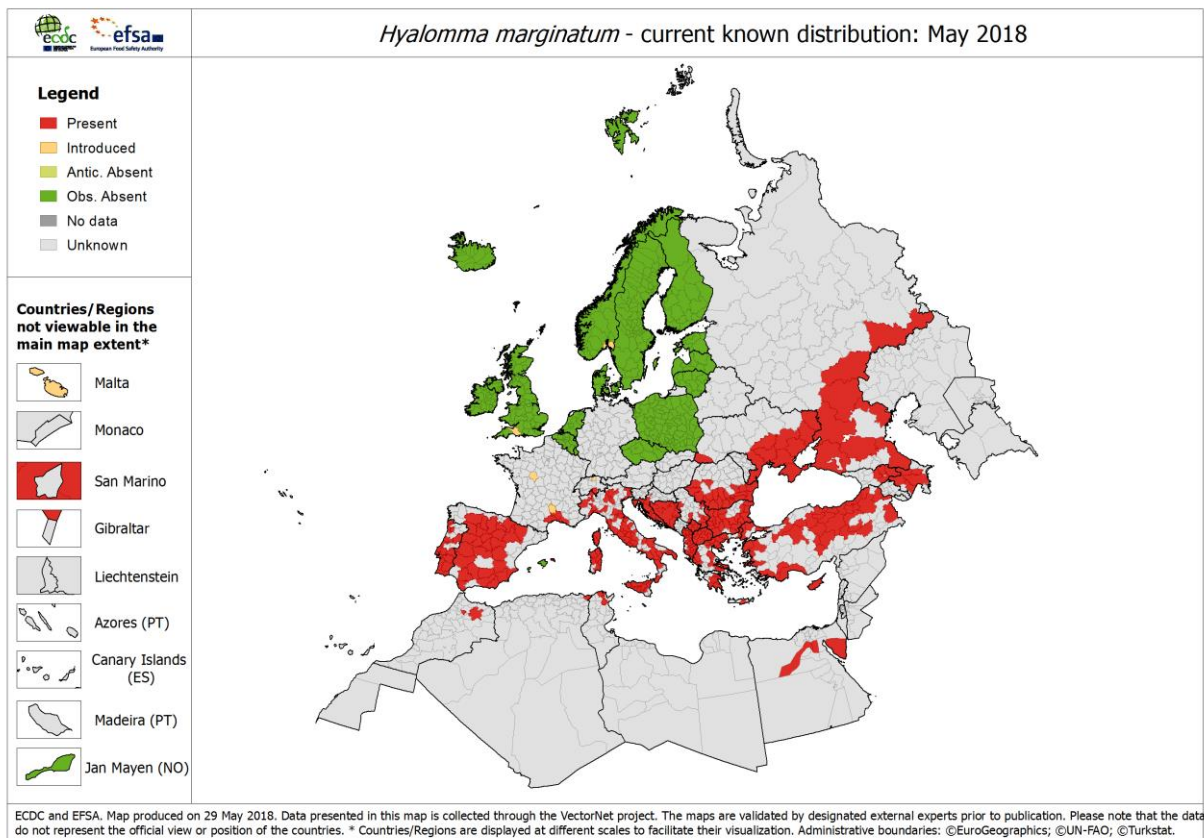 ecdc
efsa
European Food Safety Authority
Hyalomma marginatum - current known distribution: May 2018
Legend
Present
Introduced
Antic. Absent
Obs. Absent
No data
Unknown
Countries/Regions
not viewable in the
main map extent*
Malta
Monaco
San Marino
Gibraltar
Liechtenstein
Azores (PT)
Canary Islands
(ES)
Madeira (PT)
Jan Mayen (NO)
ECDC and EFSA. Map produced on 29 May 2018. Data presented in this map is collected through the VectorNet project. The maps are validated by designated external experts prior to publication. Please note that the data
do not represent the official view or position of the countries. * Countries/Regions are displayed at different scales to facilitate their visualization. Administrative boundaries: ©EuroGeographics; ©UN-FAO; ©Turkstat.